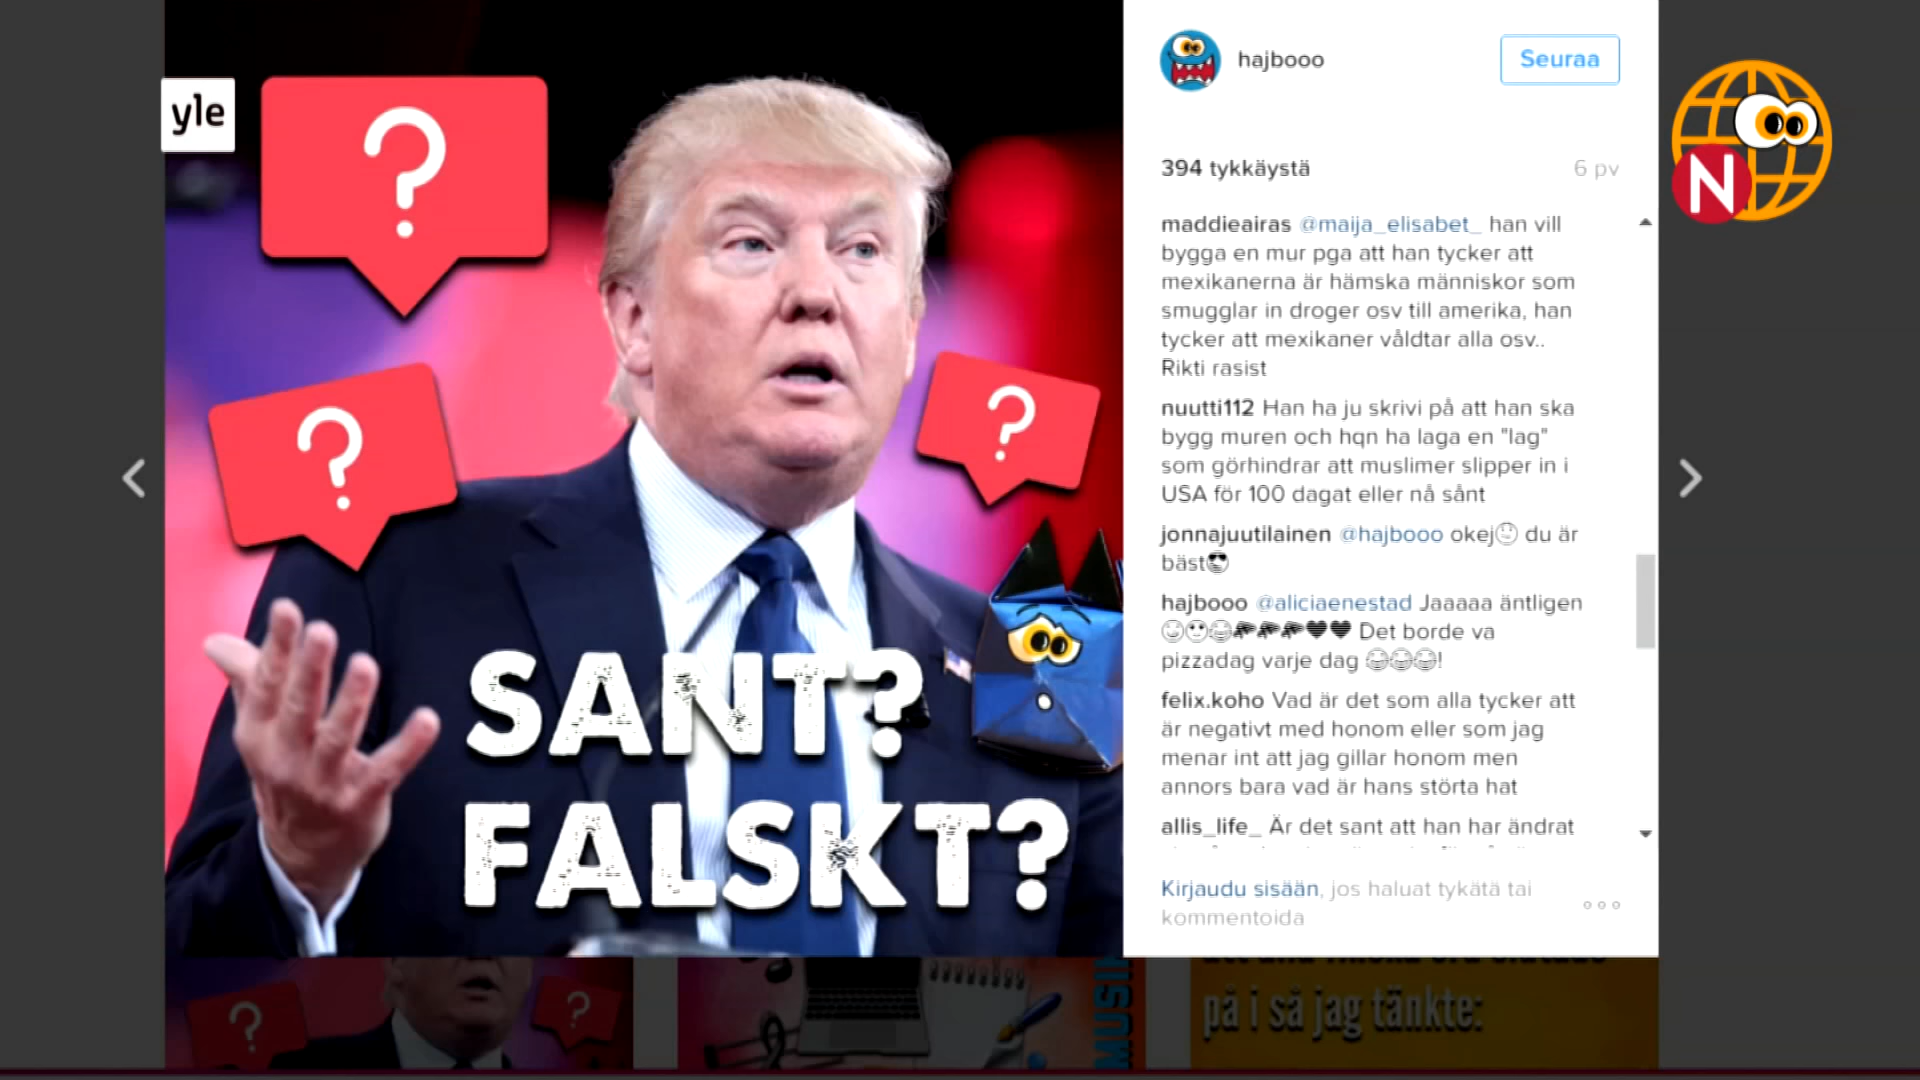 yle
?
?
?
SANT?
FALSKT?
hajbooo
Seuraa
394 tykkäystä
6 pv
maddieairas @maija_elisabet_ han vill
bygga en mur pga att han tycker att
mexikanerna är hämska människor som
smugglar in droger osv till amerika, han
tycker att mexikaner våldtar alla osv..
Rikti rasist
nuutti112 Han ha ju skrivi på att han ska
bygg muren och hqn ha laga en "lag"
som görhindrar att muslimer slipper in i
USA för 100 dagat eller nå sånt
jonnajuutilainen @hajbooo okej du är
bäst
hajbooo @aliciaenestad Jaaaaa äntligen
Det borde va
pizzadag varje dag !
felix.koho Vad är det som alla tycker att
är negativt med honom eller som jag
menar int att jag gillar honom men
annors bara vad är hans störta hat
allis_life_ Är det sant att han har ändrat
Kirjaudu sisään, jos haluat tykätä tai
kommentoida
N
?
?
på i så jag tänkte: